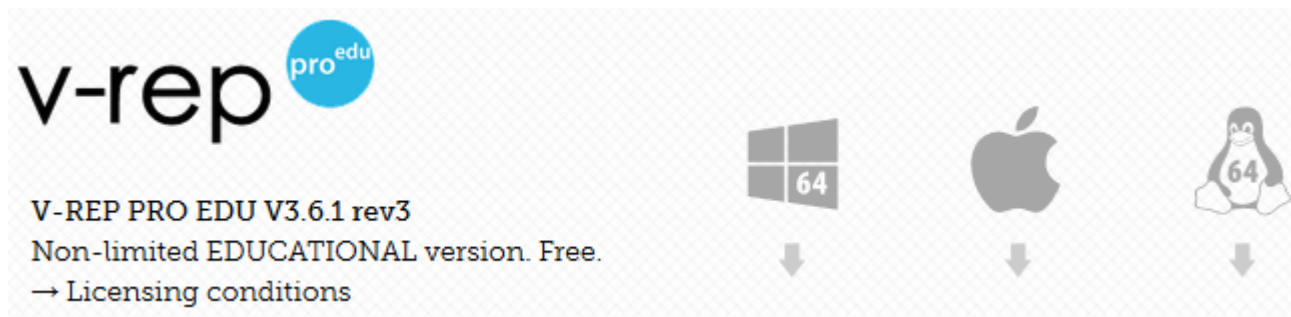 v-rep
pro edu
V-REP PRO EDU V3.6.1 rev3
Non-limited EDUCATIONAL version. Free.
→ Licensing conditions
64
64